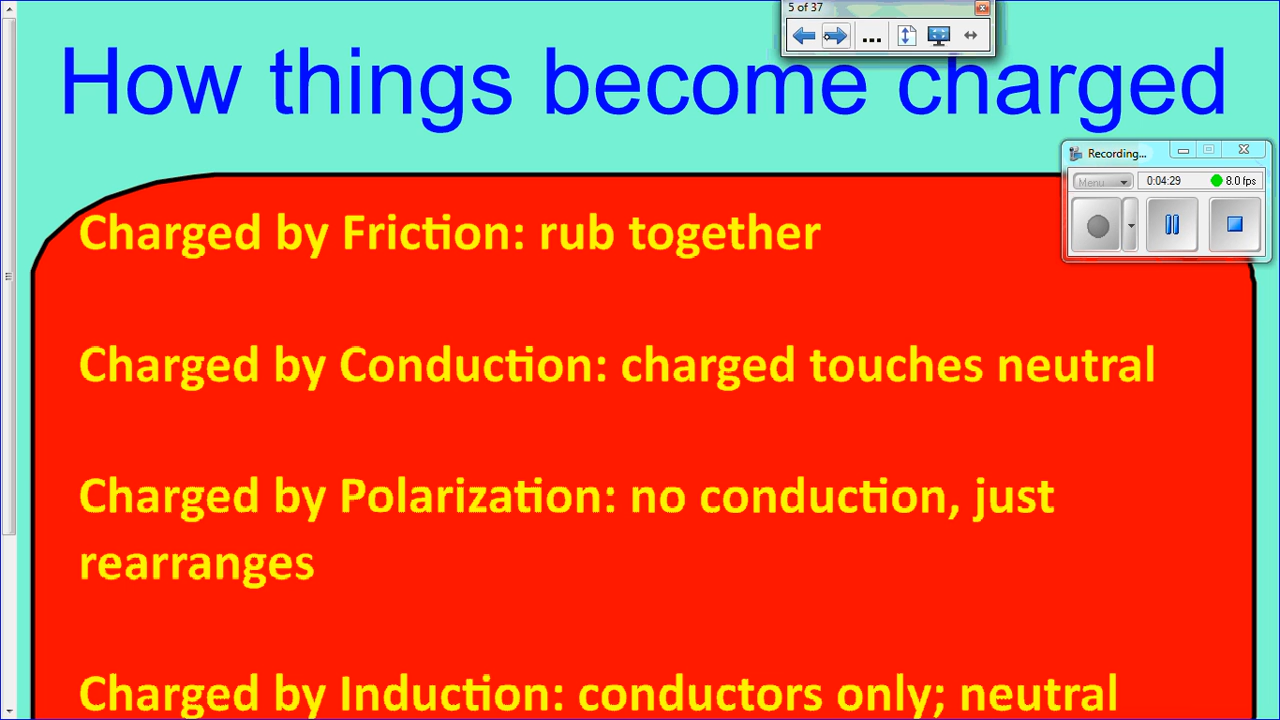 5 of 37
How things become charged
Recording...
Menu
0:04:29
8.0 fps
Charged by Friction: rub together
Charged by Conduction: charged touches neutral
Charged by Polarization: no conduction, just
rearranges
Charged by Induction: conductors only; neutral